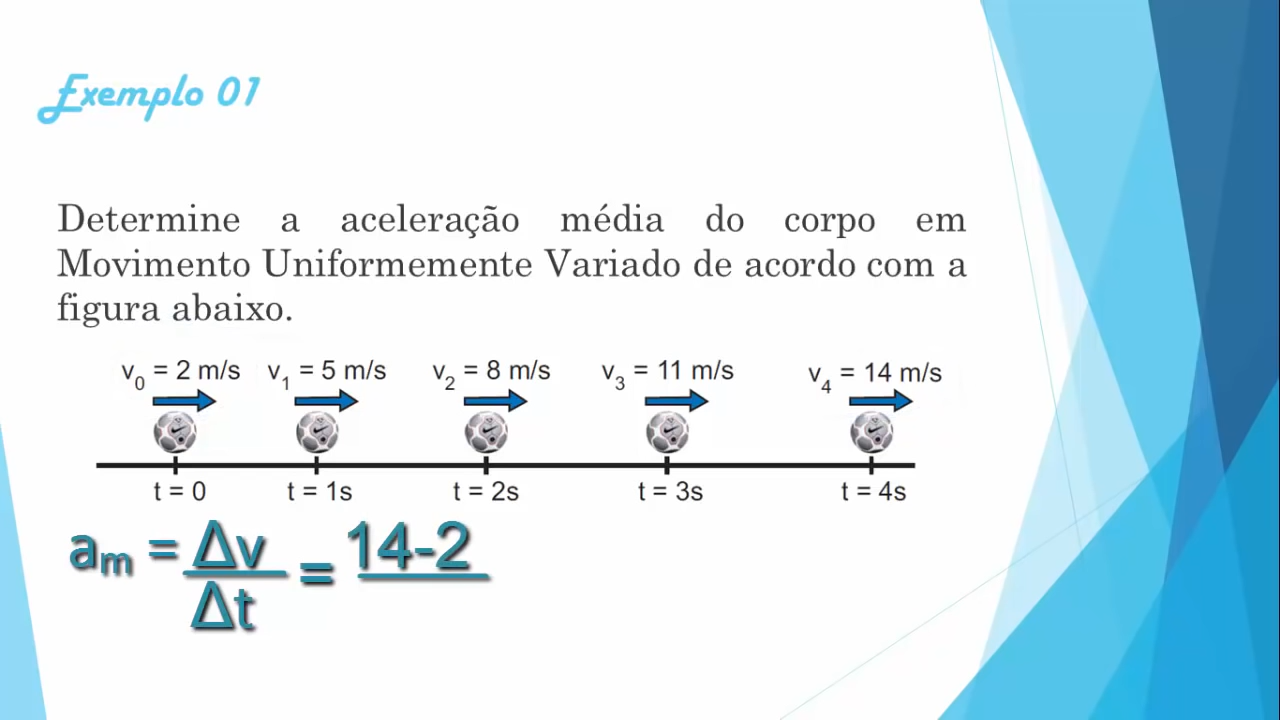 Exemplo 01
Determine a aceleração média do corpo em
Movimento Uniformemente Variado de acordo com a
figura abaixo.
v0 = 2 m/s v1 = 5 m/s v2 = 8 m/s v3 = 11 m/s v4 = 14 m/s
t = 0 t = 1s t = 2s t = 3s t = 4s
am = Δv = 14-2
Δt